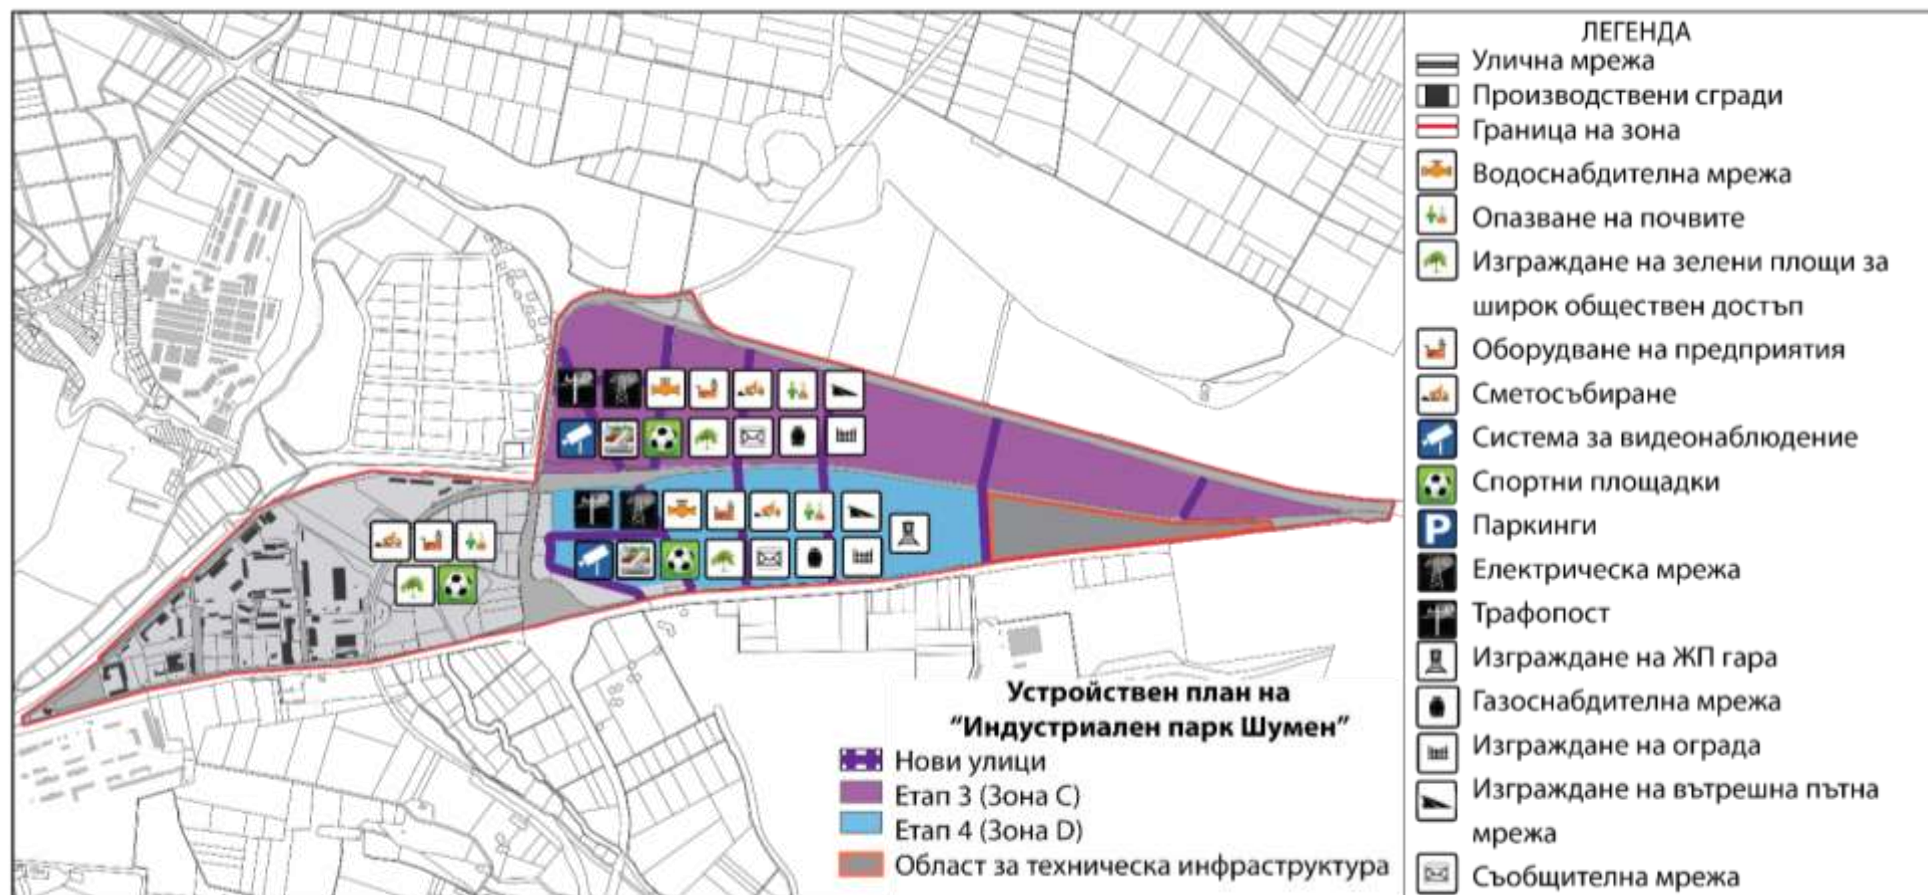 ЛЕГЕНДА
Улична мрежа
Производствени сгради
Граница на зона
Водоснабдителна мрежа
Опазване на почвите
Изграждане на зелени площи за
широк обществен достъп
Оборудване на предприятия
Сметосъбиране
Система за видеонаблюдение
Спортни площадки
P Паркинги
Електрическа мрежа
Трафопост
Изграждане на ЖП гара
Газоснабдителна мрежа
Изграждане на ограда
Изграждане на вътрешна пътна
мрежа
Съобщителна мрежа
Устройствен план на
"Индустриален парк Шумен"
Нови улици
Етап 3 (Зона C)
Етап 4 (Зона D)
Област за техническа инфраструктура